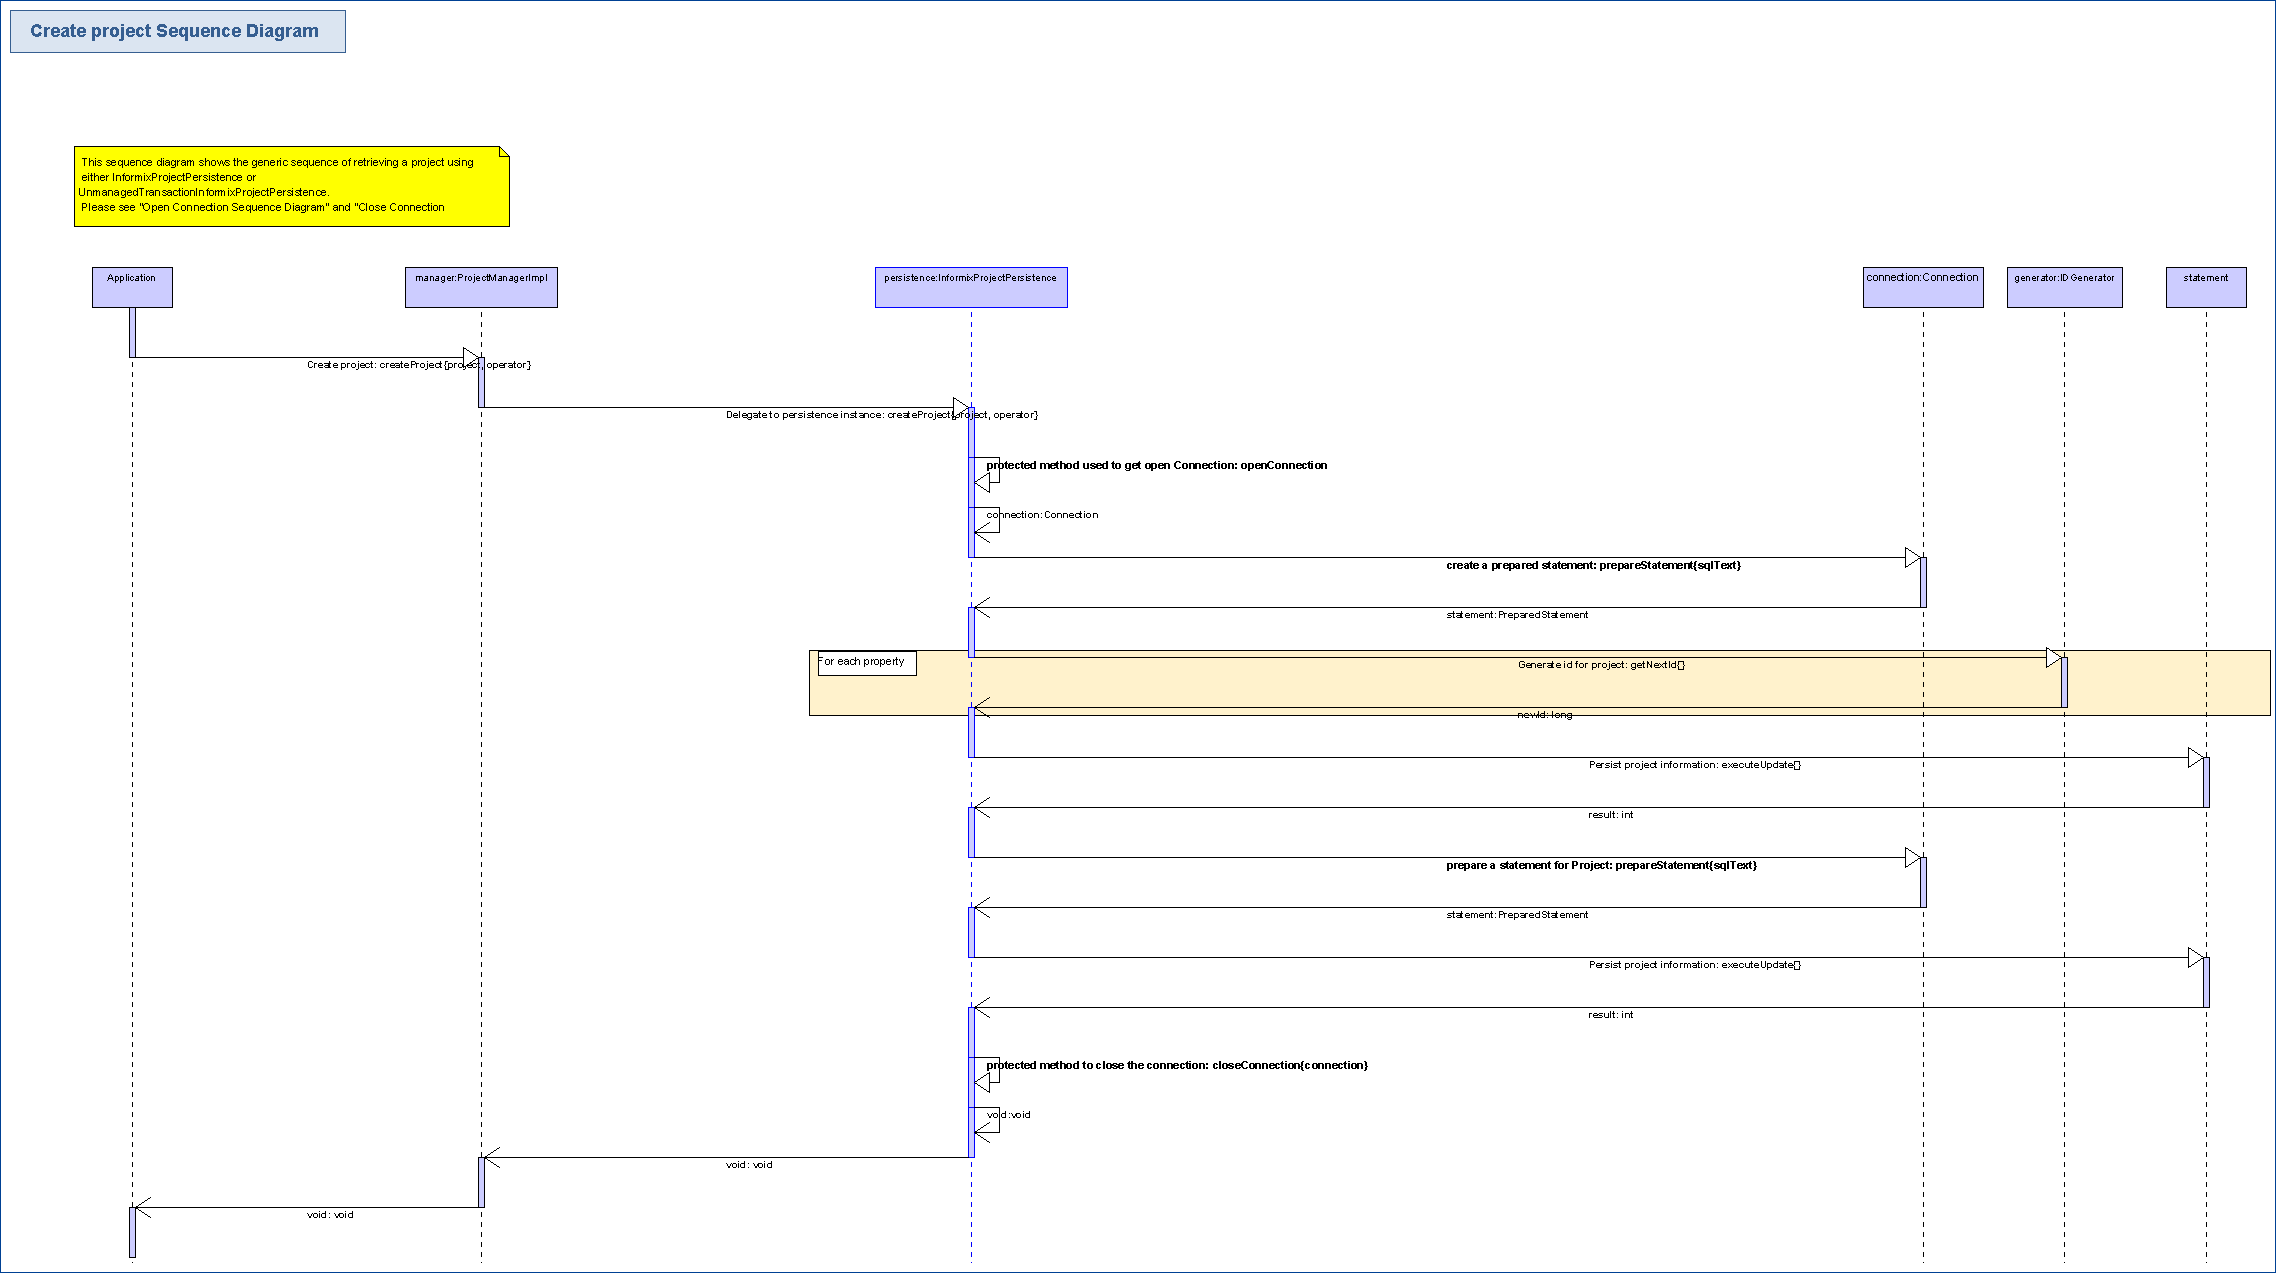 Create project Sequence Diagram
This sequence diagram shows the generic sequence of retrieving a project using
either InformixProjectPersistence or
UnmanagedTransactionInformixProjectPersistence.
Please see "Open Connection Sequence Diagram" and "Close Connection
Application
manager:ProjectManagerImpl
persistence:InformixProjectPersistence
connection:Connection
generator:ID Generator
statement
Create project: createProject{project, operator}
Delegate to persistence instance: createProject{project, operator}
protected method used to get open Connection: openConnection
connection:Connection
create a prepared statement: prepareStatement{sqlText}
statement:PreparedStatement
For each property
Generate id for project: getNextId{}
newId: long
Persist project information: executeUpdate{}
result: int
prepare a statement for Project: prepareStatement{sqlText}
statement:PreparedStatement
Persist project information: executeUpdate{}
result: int
protected method to close the connection: closeConnection{connection}
void:void
void: void
void: void